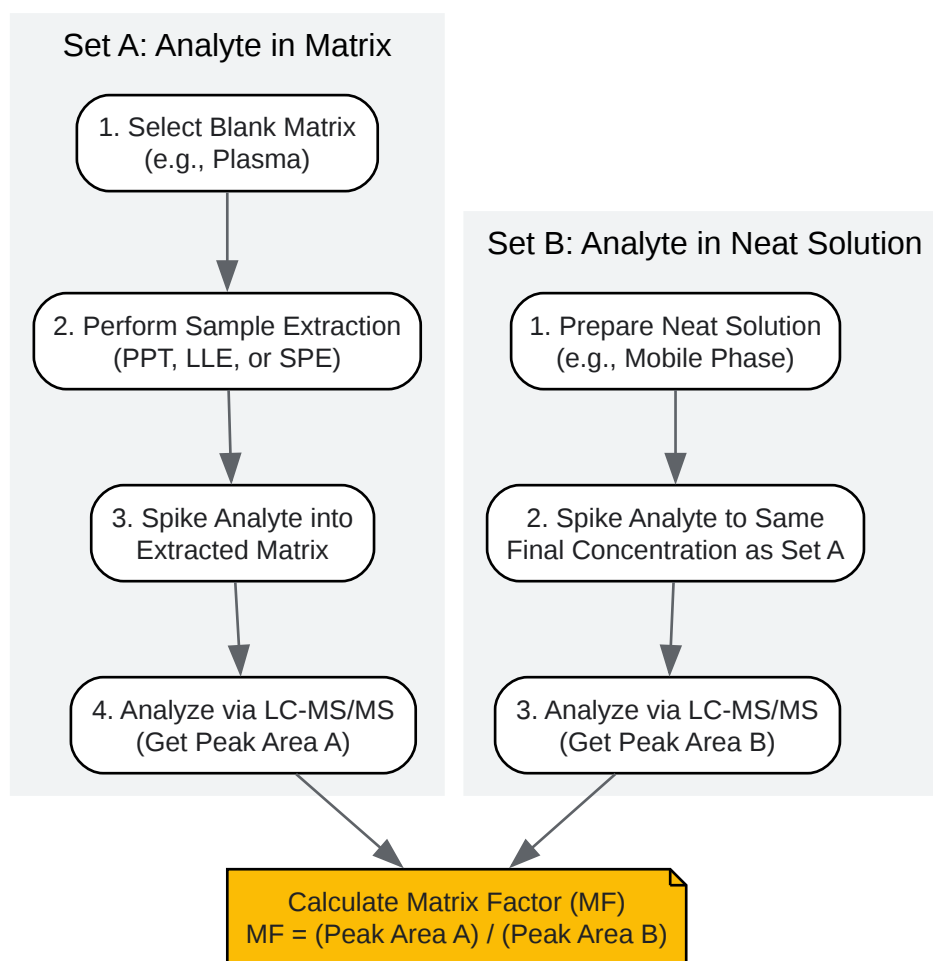 Set A: Analyte in Matrix
1. Select Blank Matrix
(e.g., Plasma)
2. Perform Sample Extraction
(PPT, LLE, or SPE)
3. Spike Analyte into
Extracted Matrix
4. Analyze via LC-MS/MS
(Get Peak Area A)
Set B: Analyte in Neat Solution
1. Prepare Neat Solution
(e.g., Mobile Phase)
2. Spike Analyte to Same
Final Concentration as Set A
3. Analyze via LC-MS/MS
(Get Peak Area B)
Calculate Matrix Factor (MF)
MF = (Peak Area A) / (Peak Area B)